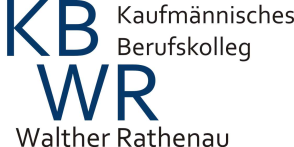 KB Kaufmännisches
Berufskolleg
WR
Walther Rathenau